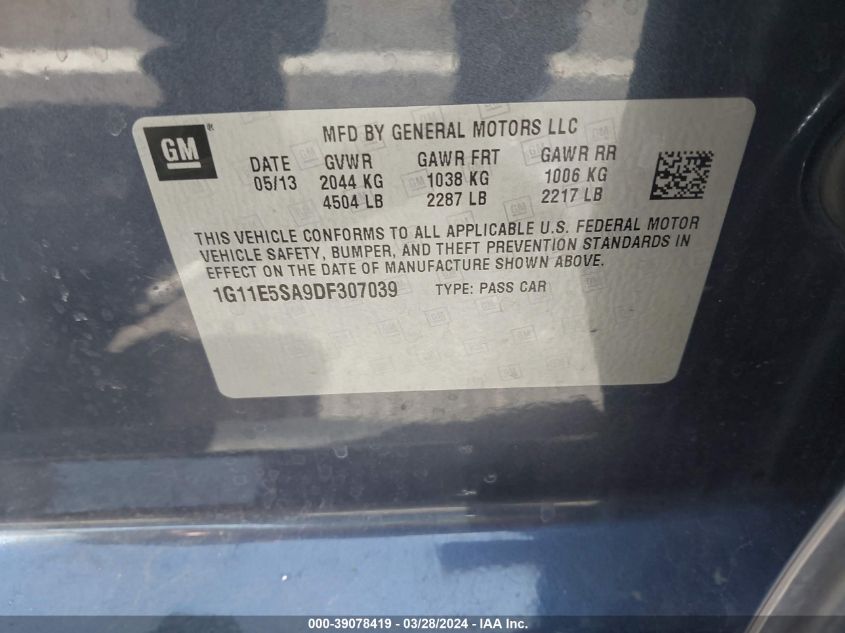 GM
MFD BY GENERAL MOTORS LLC
DATE GVWR GAWR FRT GAWR RR
05/13 2044 KG 1038 KG 1006 KG
4504 LB 2287 LB 2217 LB
THIS VEHICLE CONFORMS TO ALL APPLICABLE U.S. FEDERAL MOTOR
VEHICLE SAFETY, BUMPER, AND THEFT PREVENTION STANDARDS IN
EFFECT ON THE DATE OF MANUFACTURE SHOWN ABOVE.
1G11E5SA9DF307039 TYPE: PASS CAR
000-39078419 - 03/28/2024 - IAA Inc.